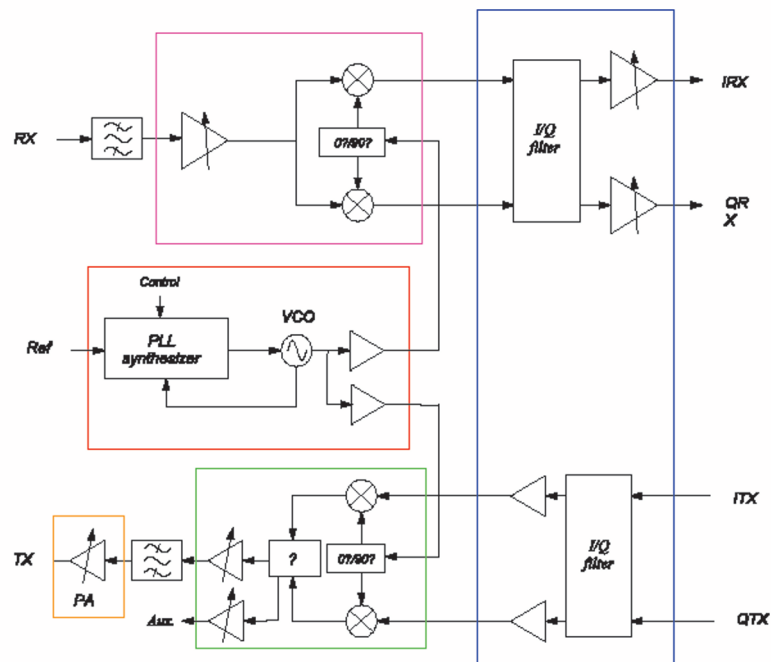 RX
0?/90?
I/Q
filter
IRX
QR
X
Control
Ref
PLL
synthesizer
VCO
TX
PA
Aux.
?
0?/90?
I/Q
filter
ITX
QTX